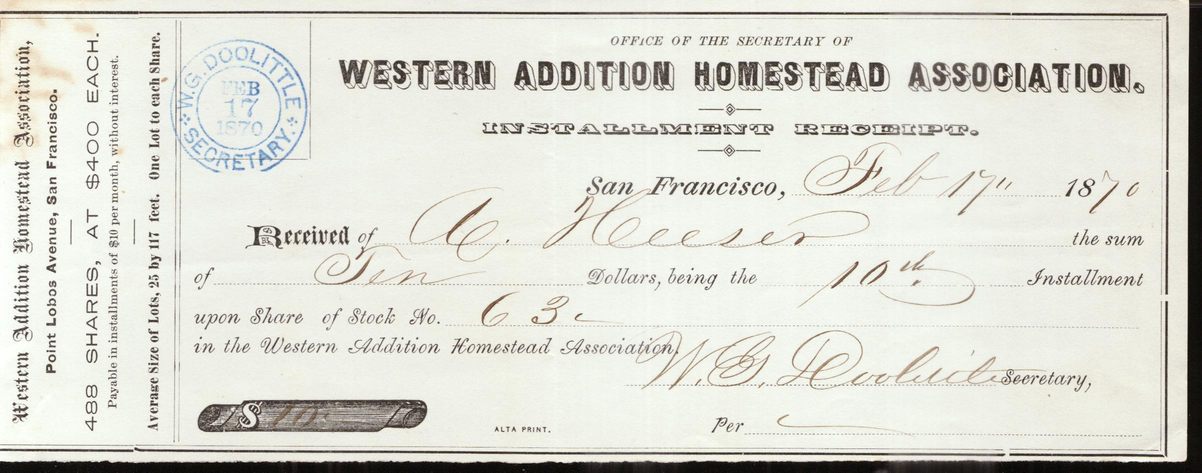 Western Addition Homestead Association,
Point Lobos Avenue, San Francisco.
488 SHARES, AT $400 EACH.
Payable in installments of $10 per month, without interest.
Average Size of Lots, 25 by 117 feet. One Lot to each Share.
W.G. DOOLITTLE
FEB
17
1870
SECRETARY.
OFFICE OF THE SECRETARY OF
WESTERN ADDITION HOMESTEAD ASSOCIATION.
INSTALLMENT RECEIPT.
San Francisco, Feb 17" 1870
Received of A. Heeser the sum
of Ten Dollars, being the 10th Installment
upon Share of Stock No. 63
in the Western Addition Homestead Association.
W. G. Doolittle Secretary,
$ 10
ALTA PRINT.
Per